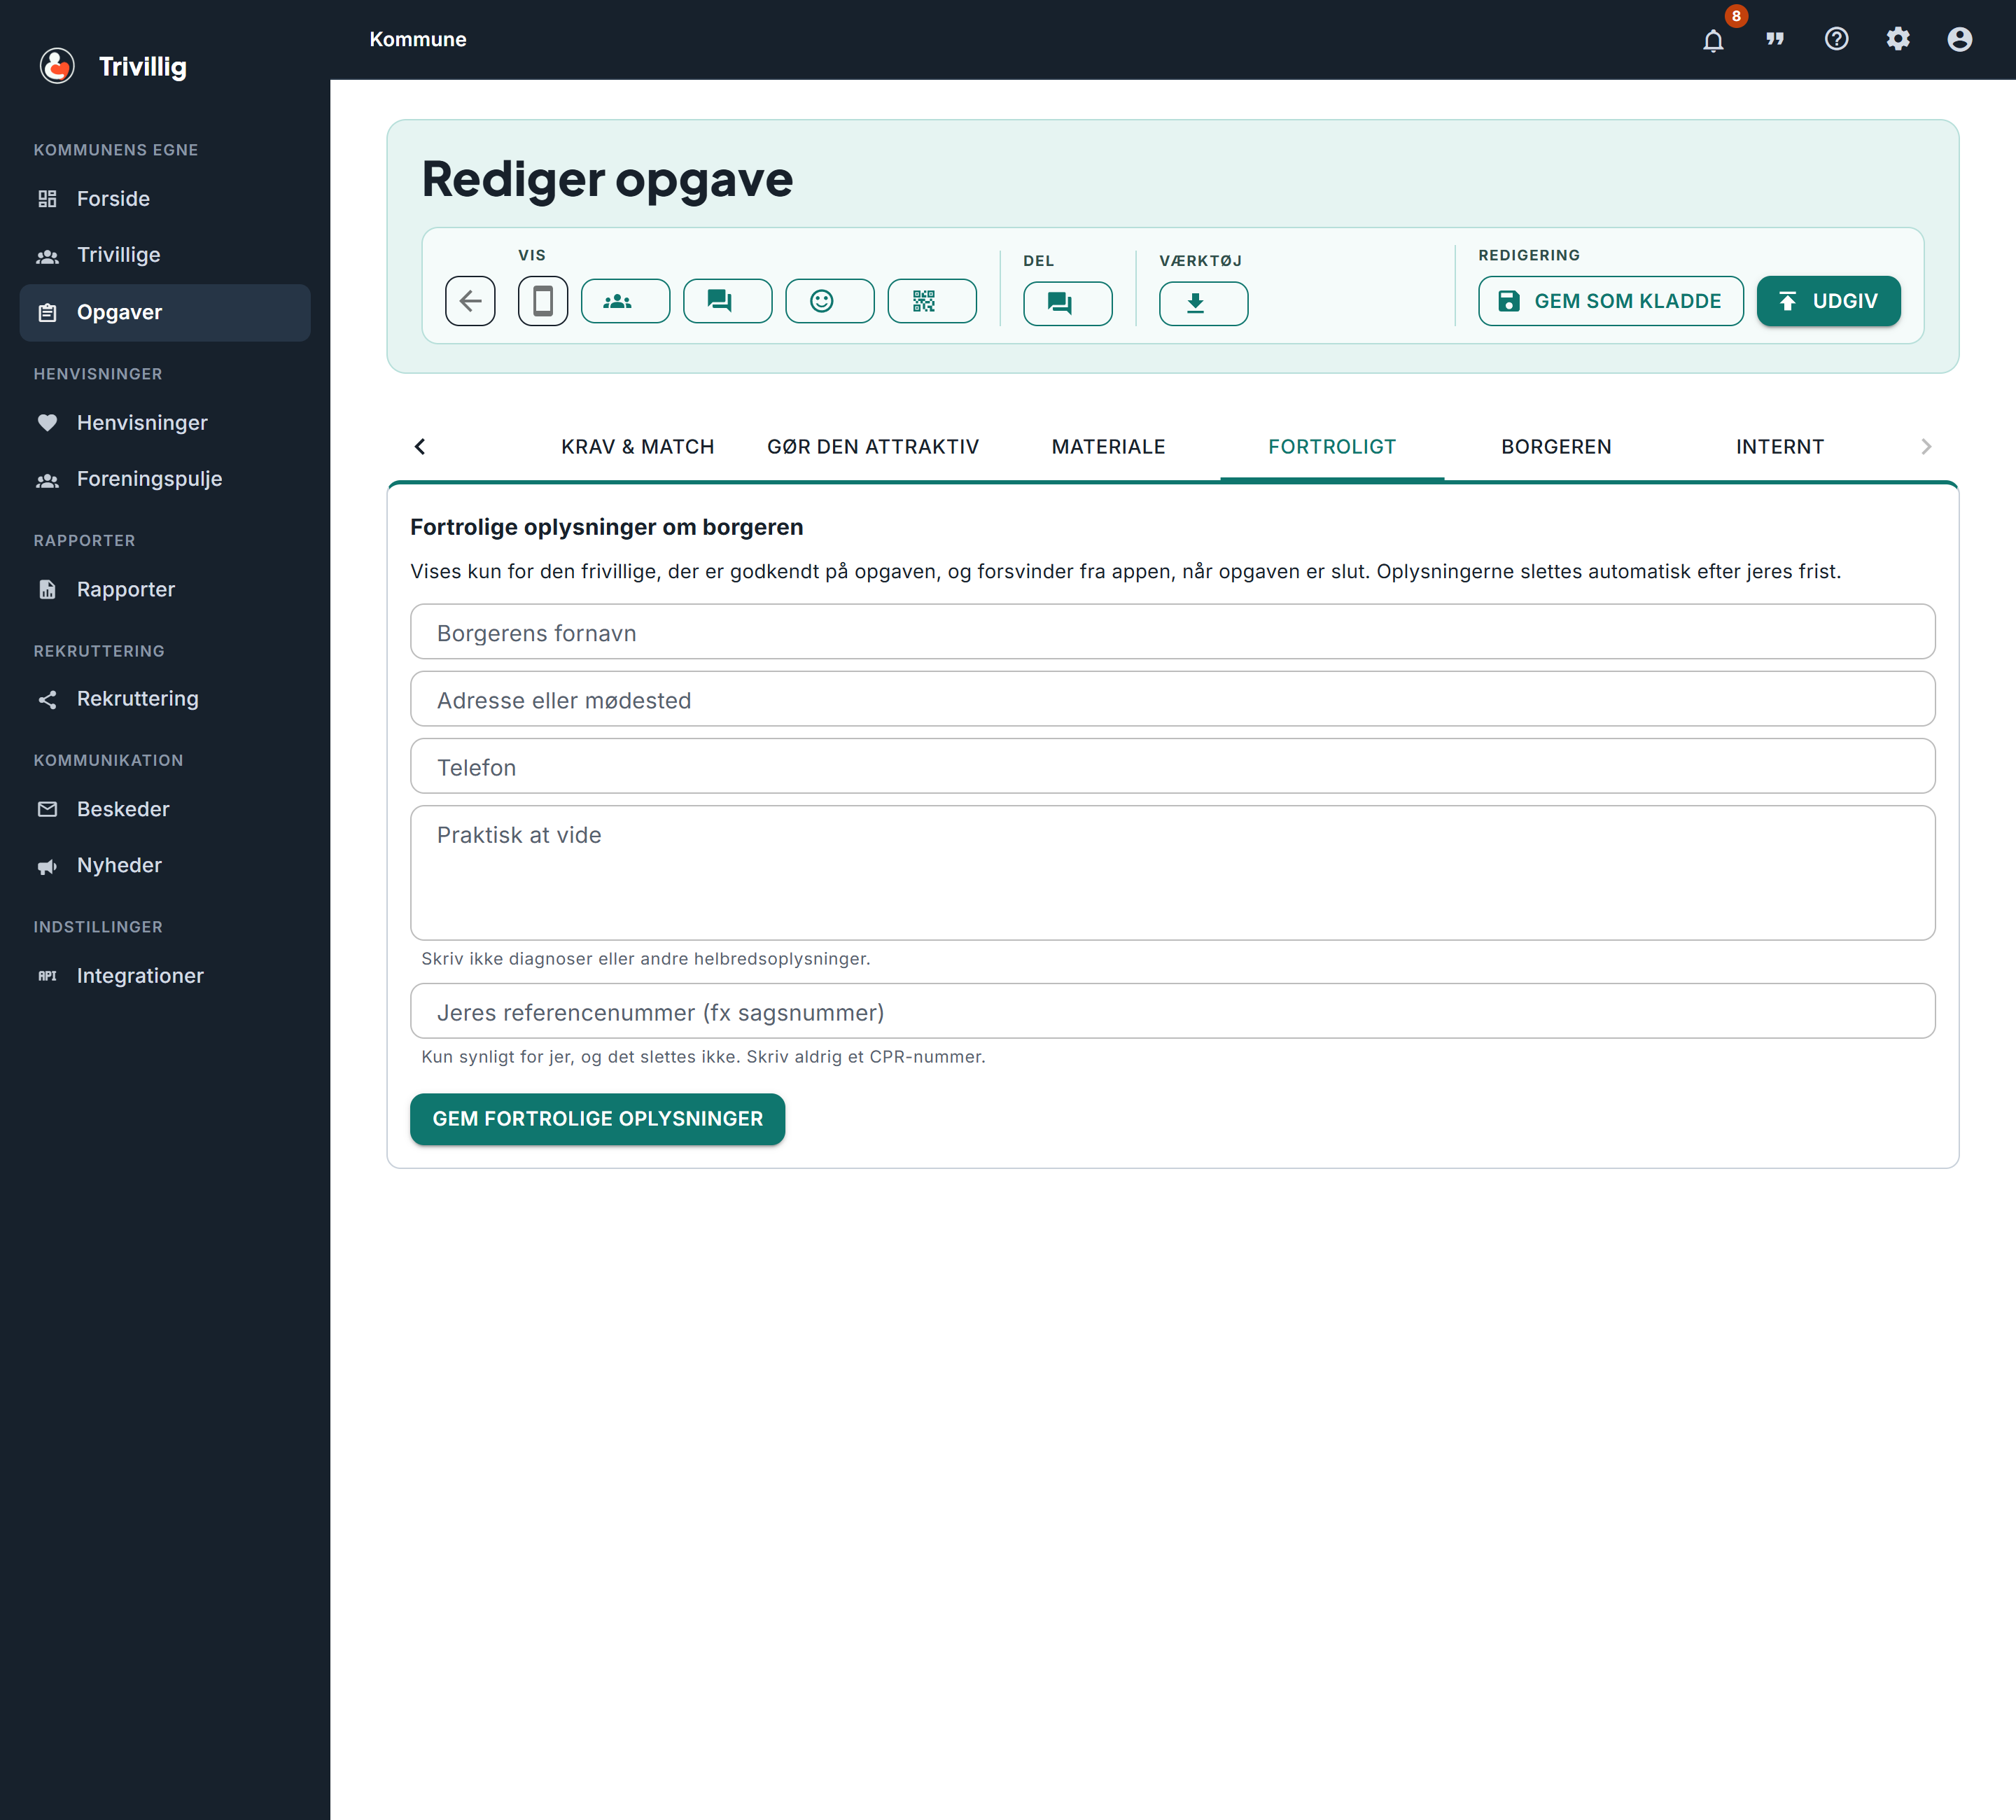 Trivillig
KOMMUNENS EGNE
Forside
Trivillige
Opgaver
HENVISNINGER
Henvisninger
Foreningspulje
RAPPORTER
Rapporter
REKRUTTERING
Rekruttering
KOMMUNIKATION
Beskeder
Nyheder
INDSTILLINGER
API Integrationer
Kommune
8
Rediger opgave
VIS
DEL
VÆRKTØJ
REDIGERING
GEM SOM KLADDE
UDGIV
KRAV & MATCH
GØR DEN ATTRAKTIV
MATERIALE
FORTROLIGT
BORGEREN
INTERNT
Fortrolige oplysninger om borgeren
Vises kun for den frivillige, der er godkendt på opgaven, og forsvinder fra appen, når opgaven er slut. Oplysningerne slettes automatisk efter jeres frist.
Borgerens fornavn
Adresse eller mødested
Telefon
Praktisk at vide
Skriv ikke diagnoser eller andre helbredsoplysninger.
Jeres referencenummer (fx sagsnummer)
Kun synligt for jer, og det slettes ikke. Skriv aldrig et CPR-nummer.
GEM FORTROLIGE OPLYSNINGER